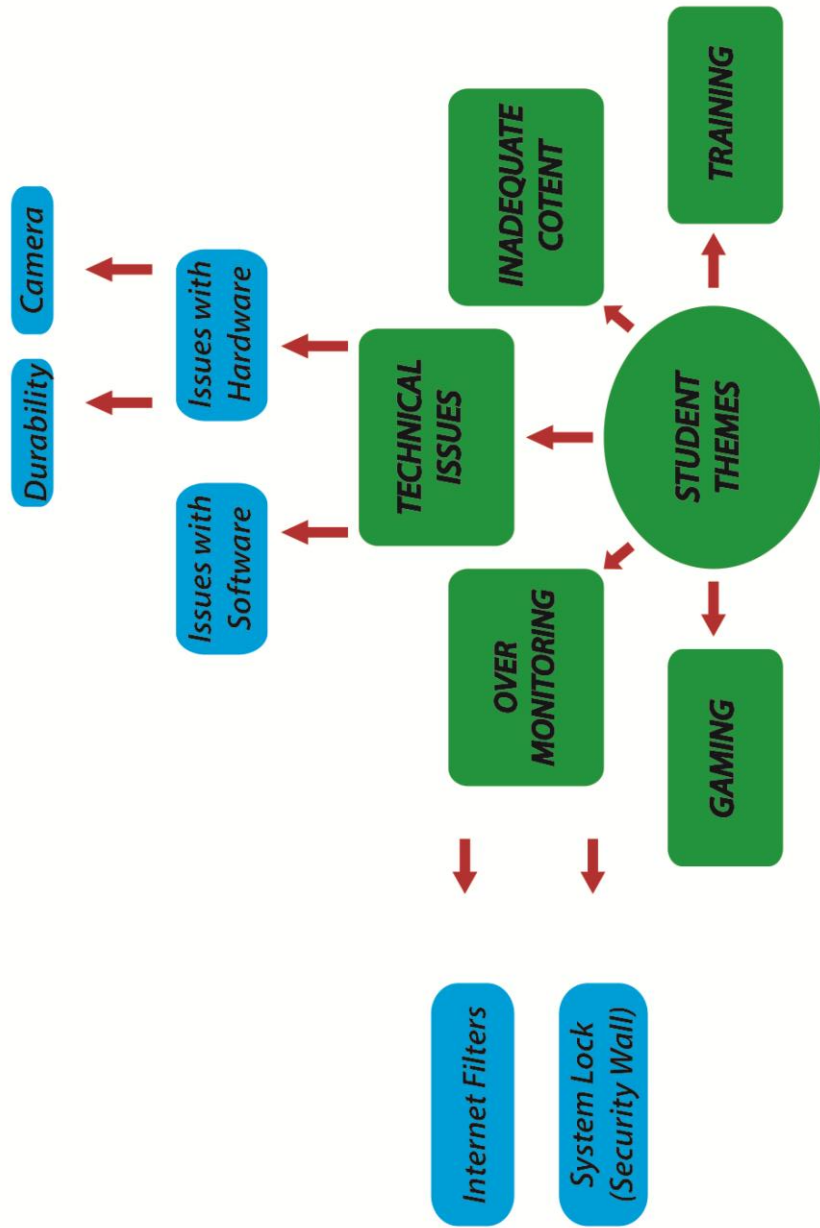 Durability
Camera
Issues with
Software
Issues with
Hardware
TECHNICAL
ISSUES
Internet Filters
System Lock
(Security Wall)
OVER
MONITORING
INADEQUATE
COTENT
GAMING
STUDENT
THEMES
TRAINING